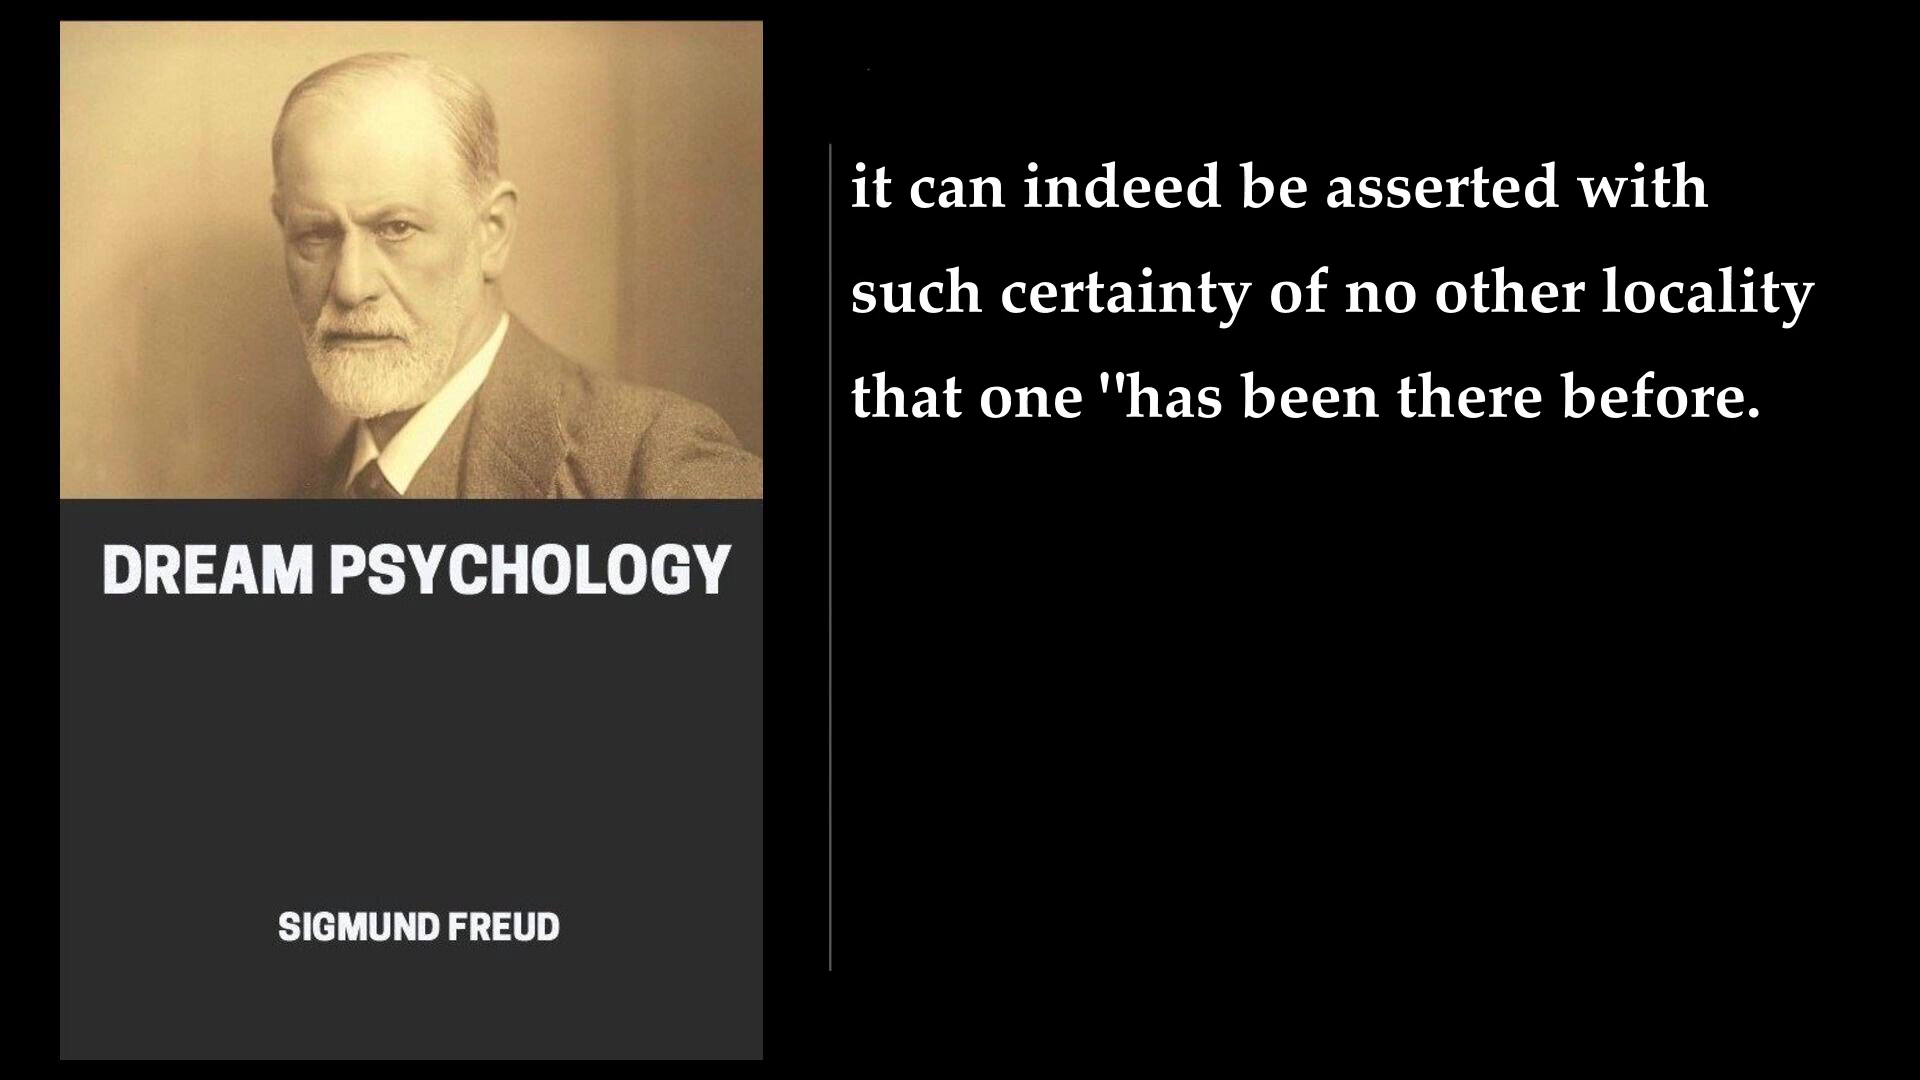 DREAM PSYCHOLOGY
SIGMUND FREUD
it can indeed be asserted with
such certainty of no other locality
that one "has been there before.